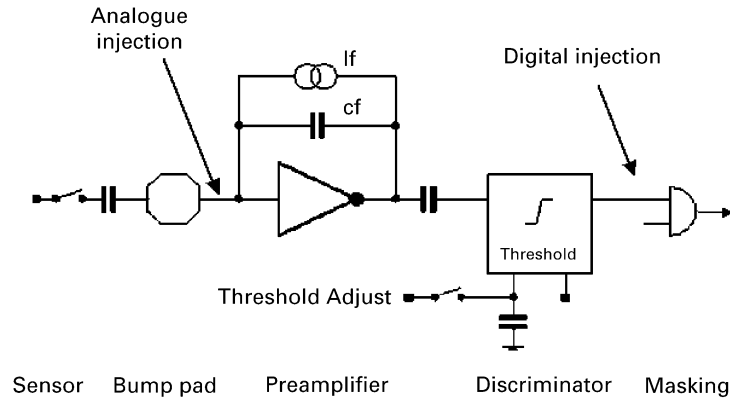 Analogue
injection
If
cf
Digital injection
Threshold
Threshold Adjust
Sensor Bump pad Preamplifier Discriminator Masking